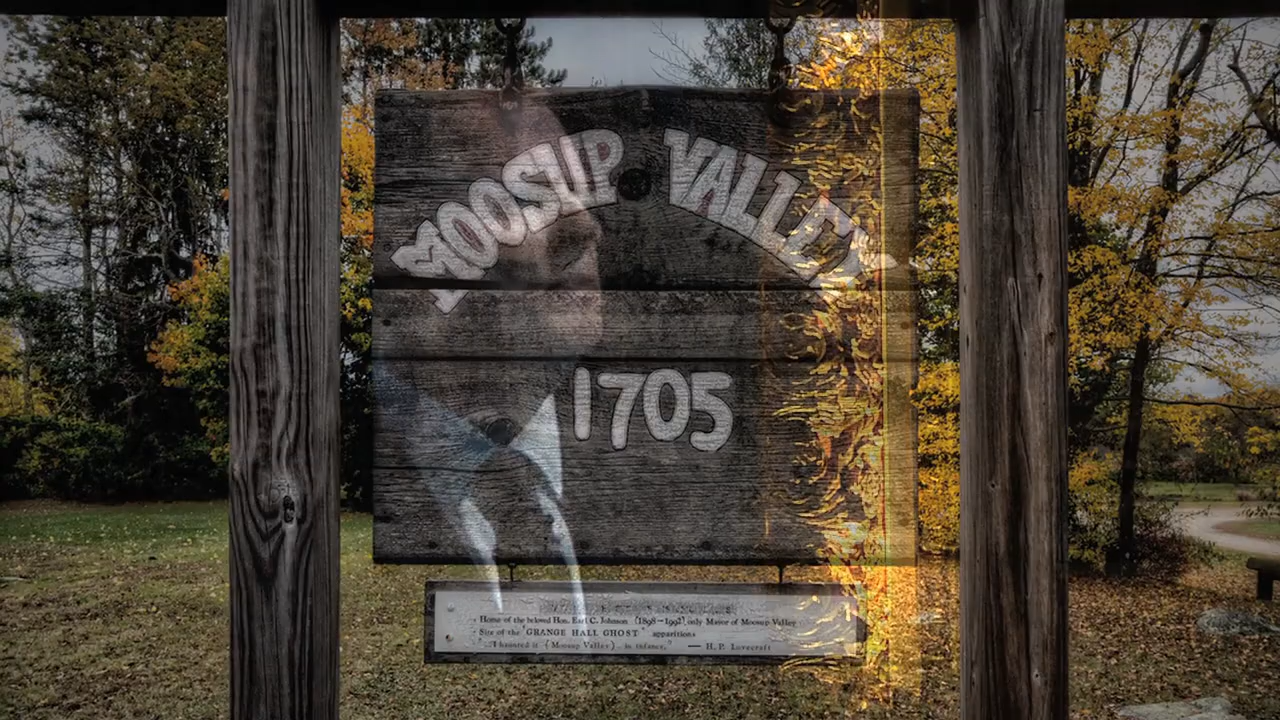 MOOSUP VALLEY
1705
Home of the beloved Hon. Earl C. Johnson (1898-1992) only Mayor of Moosup Valley
Site of the "GRANGE HALL GHOST" apparitions
"I haunted it (Moosup Valley) in infancy." — H. P. Lovecraft